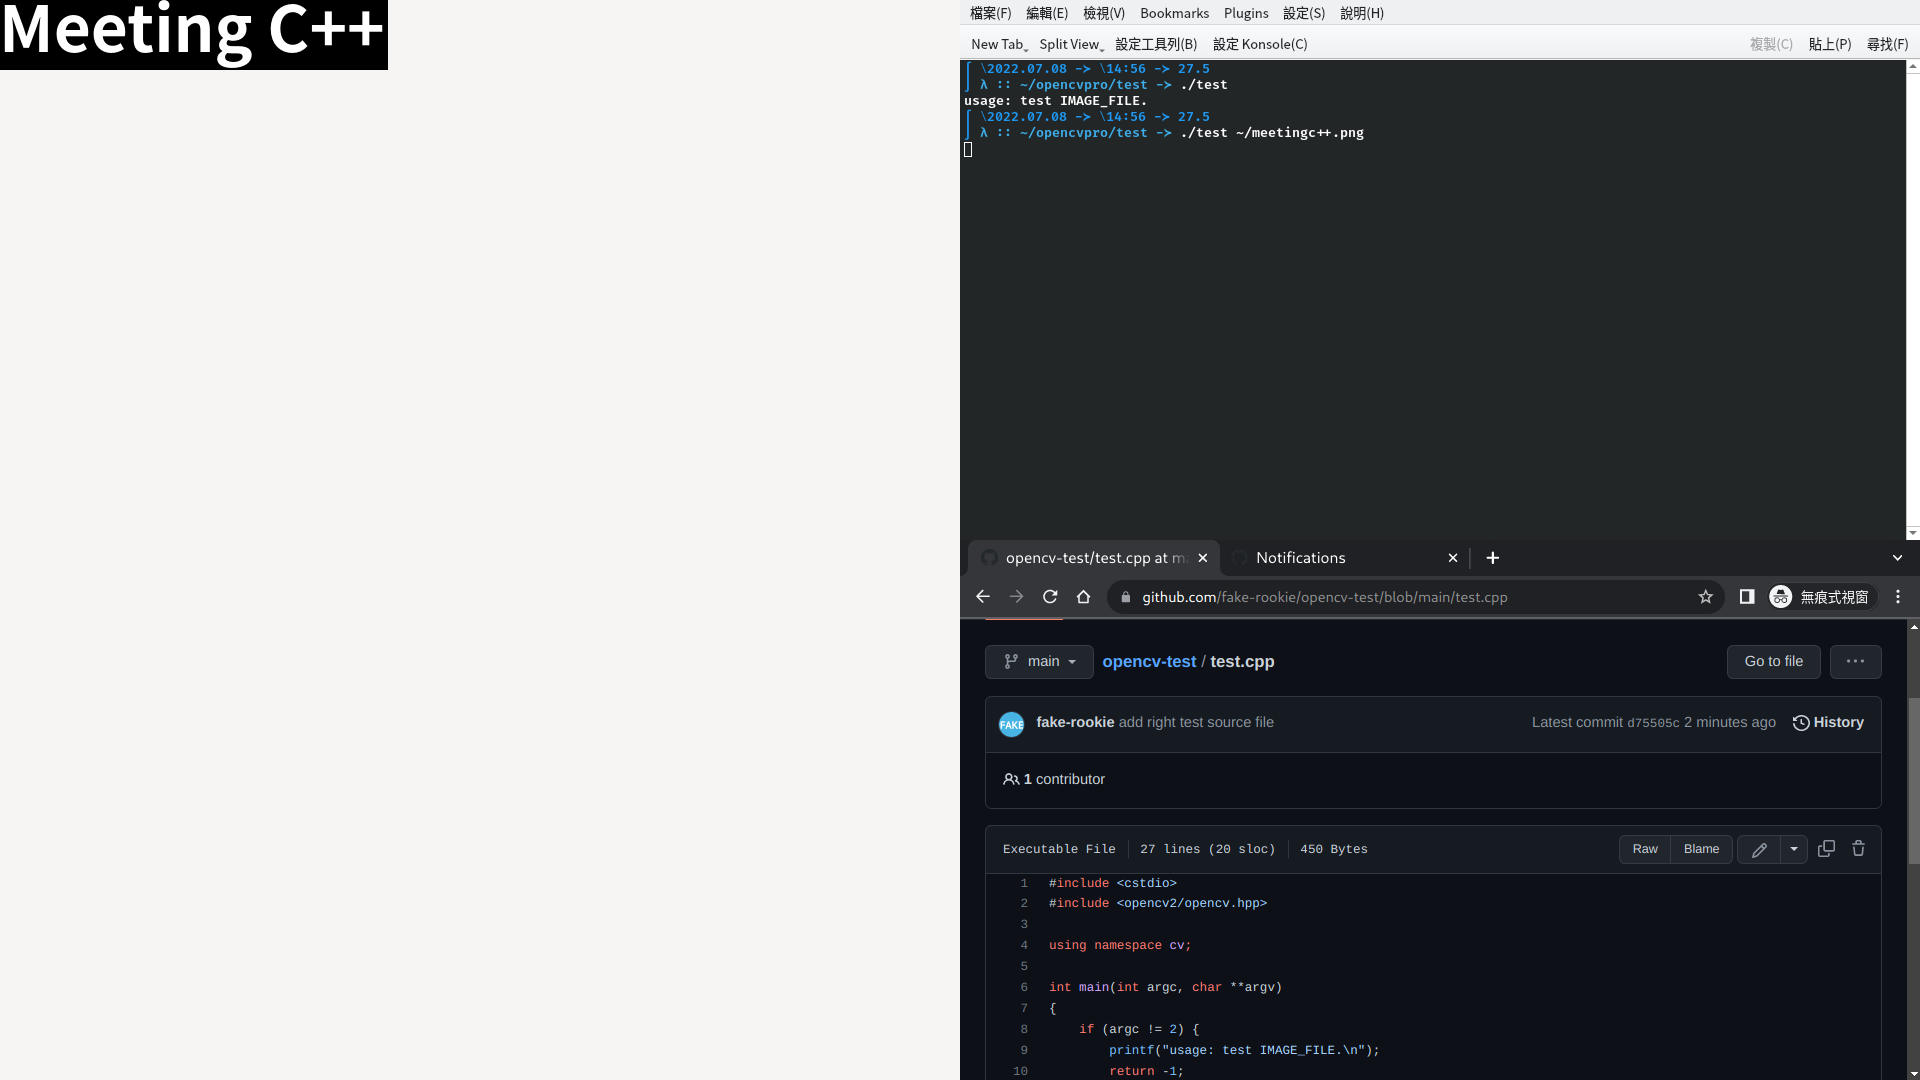 Meeting C++
檔案(F) 編輯(E) 檢視(V) Bookmarks Plugins 設定(S) 說明(H)
New Tab Split View 設定工具列(B) 設定 Konsole(C) 複製(C) 貼上(P) 尋找(F)
⌠ \2022.07.08 -> \14:56 -> 27.5
⌡ λ :: ~/opencvpro/test -> ./test
usage: test IMAGE_FILE.
⌠ \2022.07.08 -> \14:56 -> 27.5
⌡ λ :: ~/opencvpro/test -> ./test ~/meetingc++.png
opencv-test/test.cpp at m Notifications
github.com/fake-rookie/opencv-test/blob/main/test.cpp 無痕式視窗
main opencv-test / test.cpp Go to file
FAKE fake-rookie add right test source file Latest commit d75505c 2 minutes ago History
1 contributor
Executable File 27 lines (20 sloc) 450 Bytes Raw Blame
1 #include <cstdio>
2 #include <opencv2/opencv.hpp>
3
4 using namespace cv;
5
6 int main(int argc, char **argv)
7 {
8 if (argc != 2) {
9 printf("usage: test IMAGE_FILE.\n");
10 return -1;